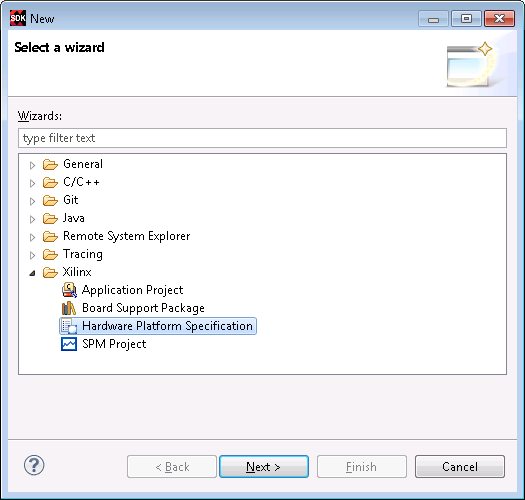 SDK New
Select a wizard
Wizards:
type filter text
General
C/C++
Git
Java
Remote System Explorer
Tracing
Xilinx
Application Project
Board Support Package
Hardware Platform Specification
SPM Project
? < Back Next > Finish Cancel